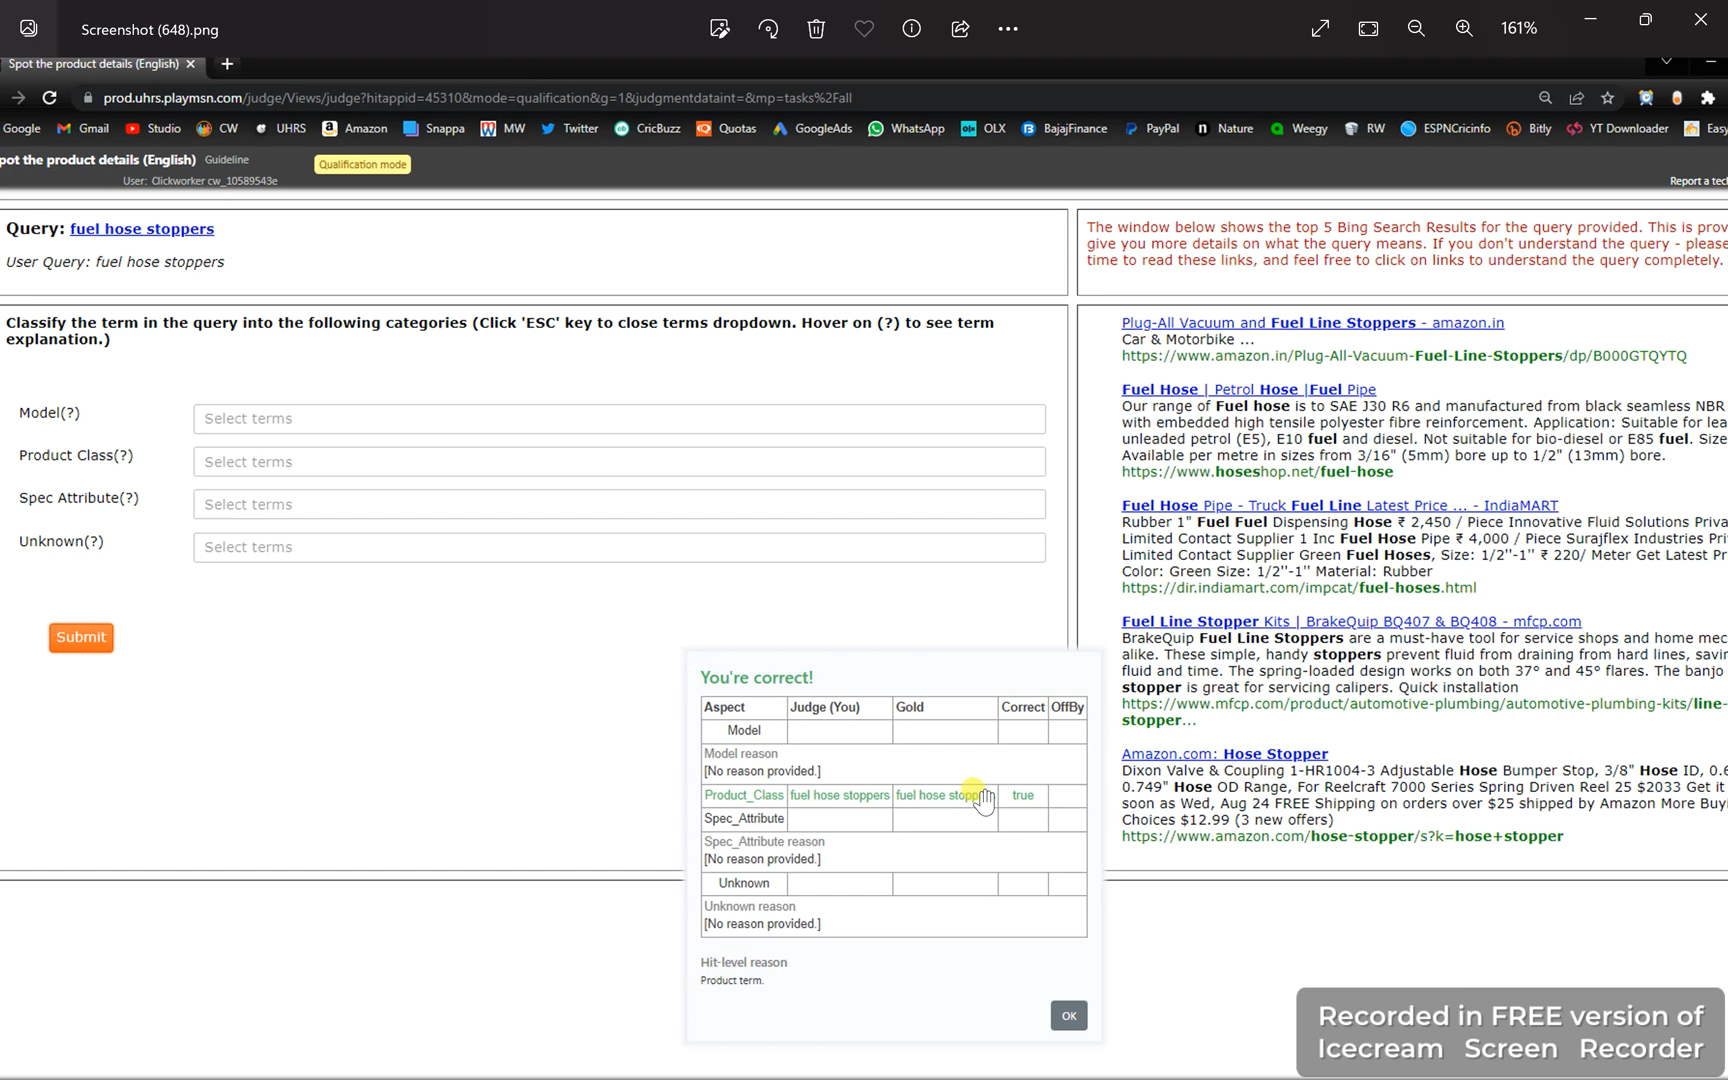 Screenshot (648).png
161%
Spot the product details (English)
prod.uhrs.playmsn.com/judge/Views/judge?hitappid=45310&mode=qualification&g=1&judgmentdataint=&mp=tasks%2Fall
Google Gmail Studio CW UHRS Amazon Snappa MW Twitter CricBuzz Quotas GoogleAds WhatsApp OLX BajajFinance PayPal Nature Weegy RW ESPNCricinfo Bitly YT Downloader Eas
pot the product details (English) Guideline
Qualification mode
User: Clickworker cw_10589543e
Report a tec
Query: fuel hose stoppers
User Query: fuel hose stoppers
The window below shows the top 5 Bing Search Results for the query provided. This is prov
give you more details on what the query means. If you don't understand the query - please
time to read these links, and feel free to click on links to understand the query completely.
Classify the term in the query into the following categories (Click 'ESC' key to close terms dropdown. Hover on (?) to see term
explanation.)
Model(?) Select terms
Product Class(?) Select terms
Spec Attribute(?) Select terms
Unknown(?) Select terms
Submit
Plug-All Vacuum and Fuel Line Stoppers - amazon.in
Car & Motorbike ...
https://www.amazon.in/Plug-All-Vacuum-Fuel-Line-Stoppers/dp/B000GTQYTQ
Fuel Hose | Petrol Hose |Fuel Pipe
Our range of Fuel hose is to SAE J30 R6 and manufactured from black seamless NBR
with embedded high tensile polyester fibre reinforcement. Application: Suitable for lea
unleaded petrol (E5), E10 fuel and diesel. Not suitable for bio-diesel or E85 fuel. Size
Available per metre in sizes from 3/16" (5mm) bore up to 1/2" (13mm) bore.
https://www.hoseshop.net/fuel-hose
Fuel Hose Pipe - Truck Fuel Line Latest Price ... - IndiaMART
Rubber 1" Fuel Fuel Dispensing Hose ₹ 2,450 / Piece Innovative Fluid Solutions Priva
Limited Contact Supplier 1 Inc Fuel Hose Pipe ₹ 4,000 / Piece Surajflex Industries Pri
Limited Contact Supplier Green Fuel Hoses, Size: 1/2"-1" ₹ 220/ Meter Get Latest Pr
Color: Green Size: 1/2''-1'' Material: Rubber
https://dir.indiamart.com/impcat/fuel-hoses.html
Fuel Line Stopper Kits | BrakeQuip BQ407 & BQ408 - mfcp.com
BrakeQuip Fuel Line Stoppers are a must-have tool for service shops and home mec
alike. These simple, handy stoppers prevent fluid from draining from hard lines, savin
fluid and time. The spring-loaded design works on both 37° and 45° flares. The banjo
stopper is great for servicing calipers. Quick installation
https://www.mfcp.com/product/automotive-plumbing/automotive-plumbing-kits/line-
stopper...
Amazon.com: Hose Stopper
Dixon Valve & Coupling 1-HR1004-3 Adjustable Hose Bumper Stop, 3/8" Hose ID, 0.6
0.749" Hose OD Range, For Reelcraft 7000 Series Spring Driven Reel 25 $2033 Get it
soon as Wed, Aug 24 FREE Shipping on orders over $25 shipped by Amazon More Buy
Choices $12.99 (3 new offers)
https://www.amazon.com/hose-stopper/s?k=hose+stopper
You're correct!
Aspect Judge (You) Gold Correct OffBy
Model
Model reason
[No reason provided.]
Product_Class fuel hose stoppers fuel hose stopp true
Spec_Attribute
Spec_Attribute reason
[No reason provided.]
Unknown
Unknown reason
[No reason provided.]
Hit-level reason
Product term.
OK
Recorded in FREE version of
Icecream Screen Recorder